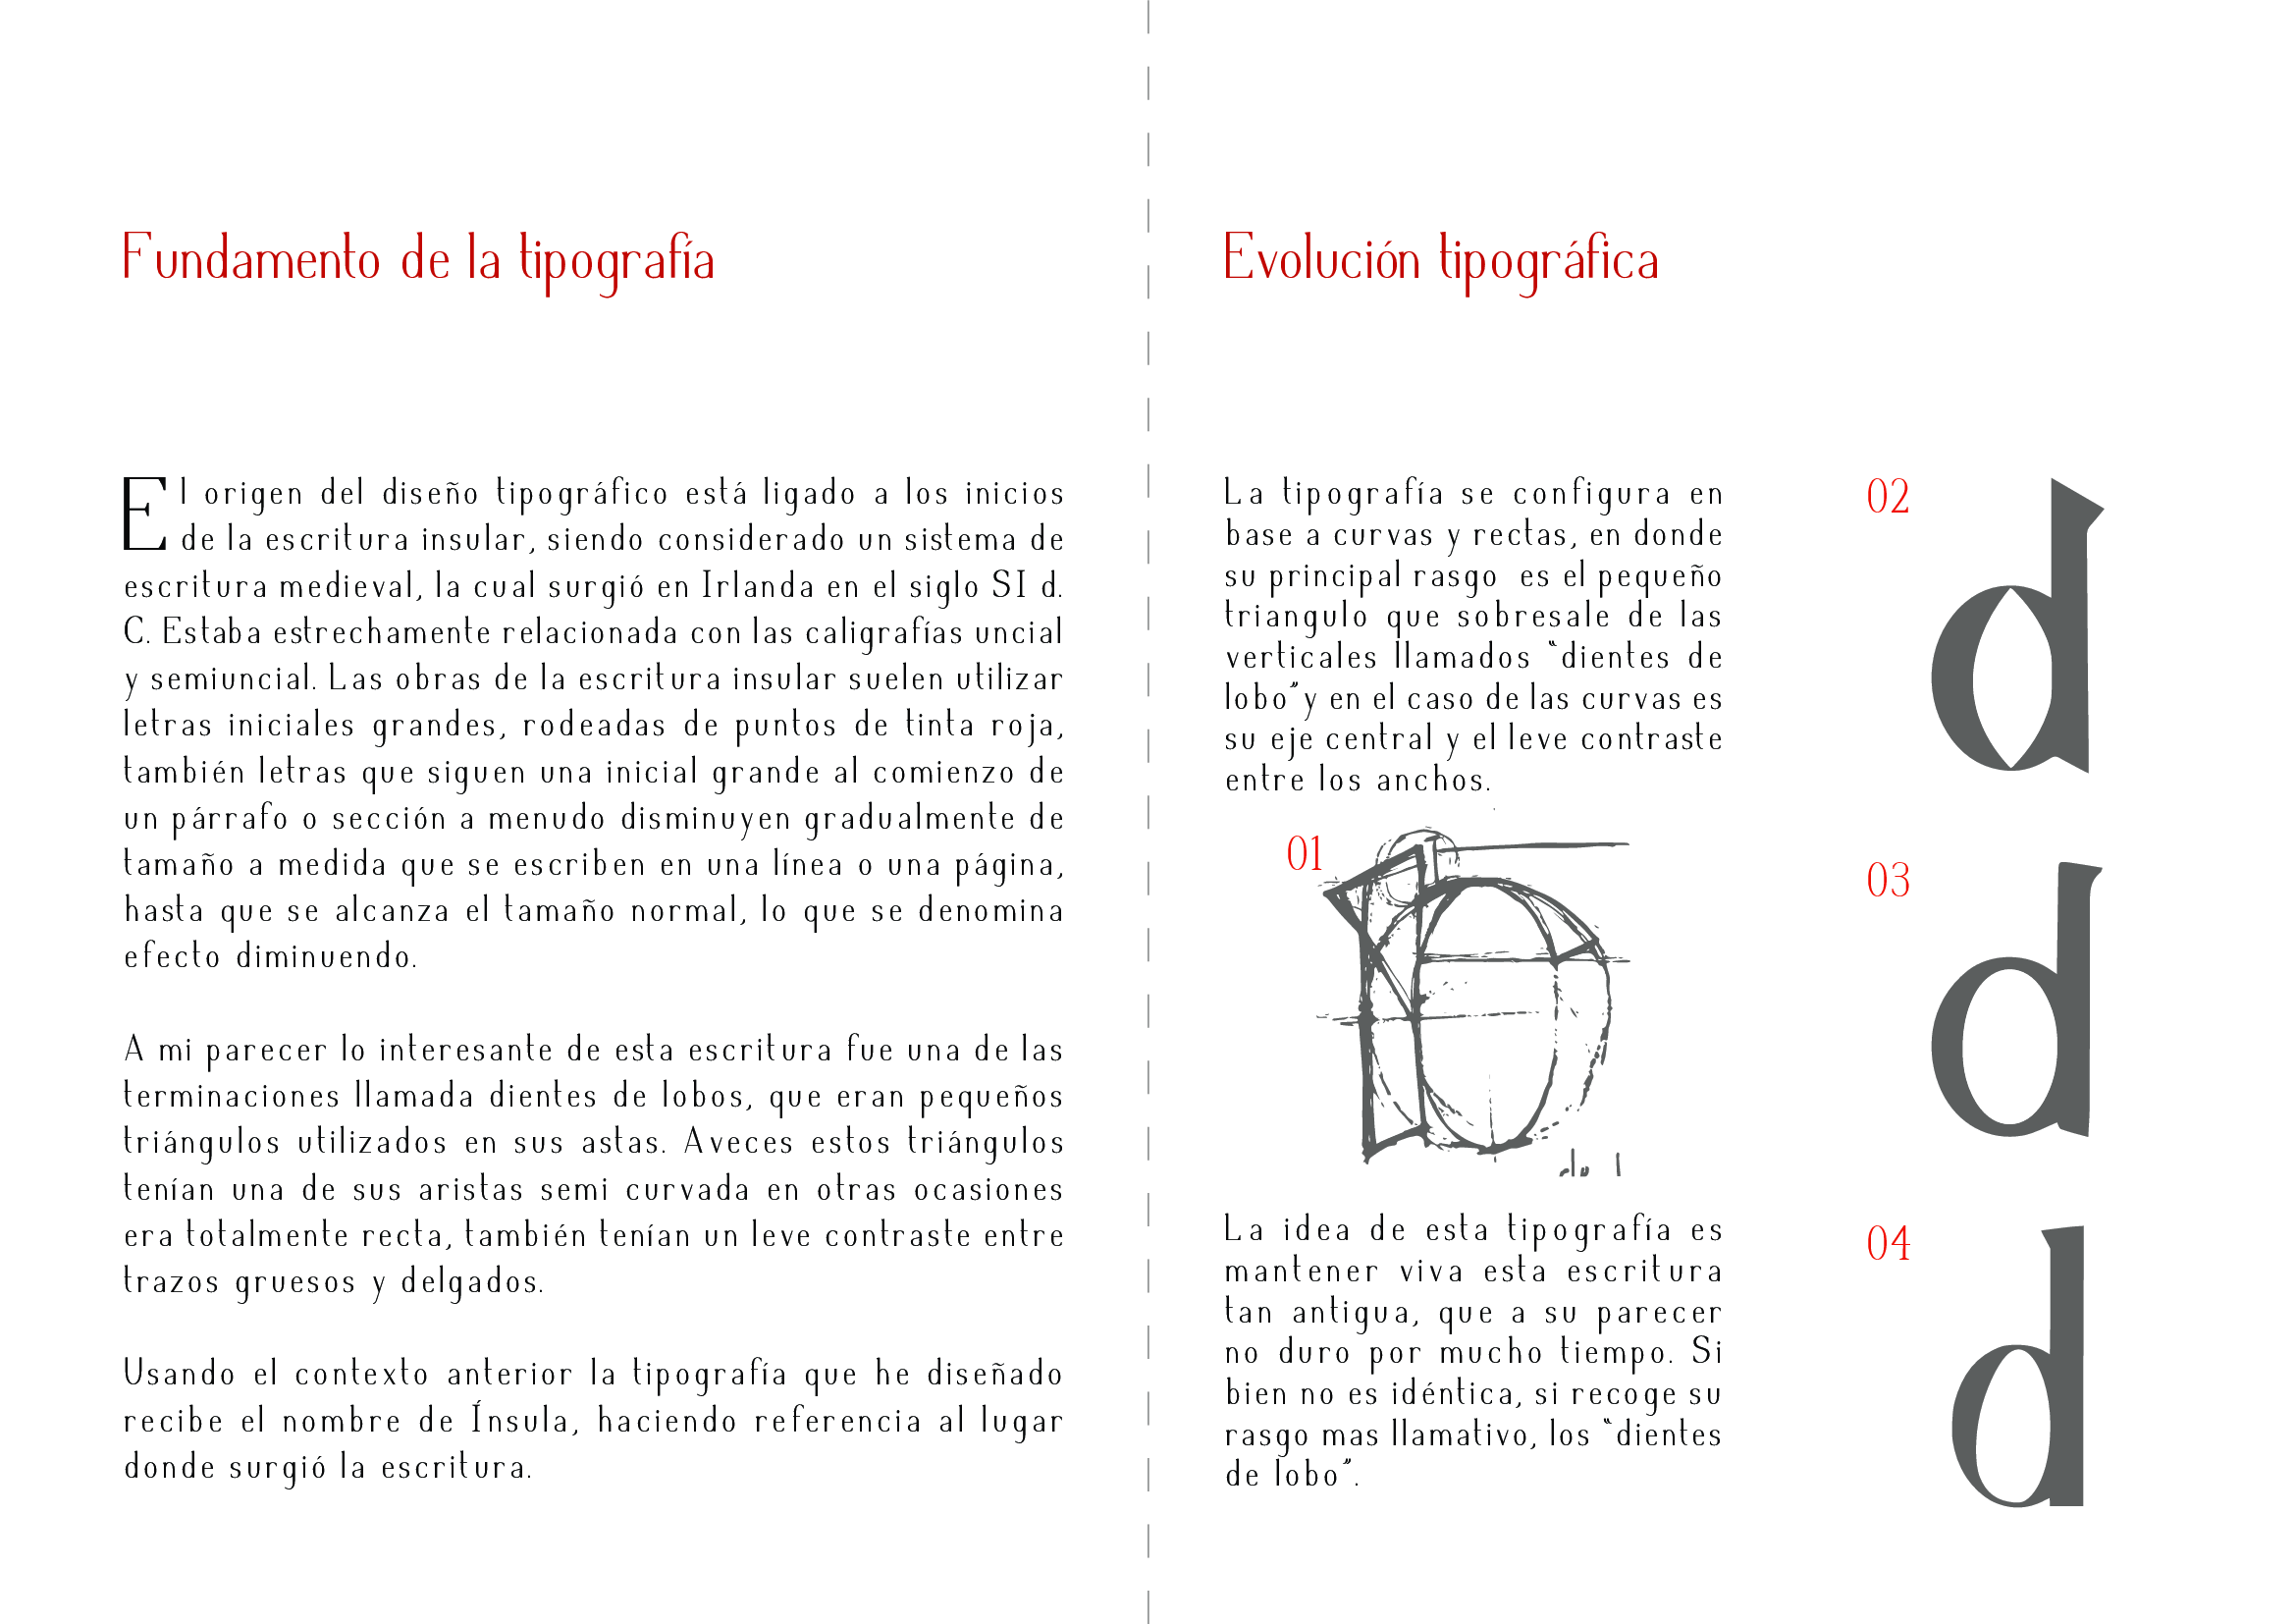 Fundamento de la tipografía
El origen del diseño tipográfico está ligado a los inicios
de la escritura insular, siendo considerado un sistema de
escritura medieval, la cual surgió en Irlanda en el siglo SI d.
C. Estaba estrechamente relacionada con las caligrafías uncial
y semiuncial. Las obras de la escritura insular suelen utilizar
letras iniciales grandes, rodeadas de puntos de tinta roja,
también letras que siguen una inicial grande al comienzo de
un párrafo o sección a menudo disminuyen gradualmente de
tamaño a medida que se escriben en una línea o una página,
hasta que se alcanza el tamaño normal, lo que se denomina
efecto diminuendo.
A mi parecer lo interesante de esta escritura fue una de las
terminaciones llamada dientes de lobos, que eran pequeños
triángulos utilizados en sus astas. Aveces estos triángulos
tenían una de sus aristas semi curvada en otras ocasiones
era totalmente recta, también tenían un leve contraste entre
trazos gruesos y delgados.
Usando el contexto anterior la tipografía que he diseñado
recibe el nombre de Ínsula, haciendo referencia al lugar
donde surgió la escritura.
Evolución tipográfica
La tipografía se configura en
base a curvas y rectas, en donde
su principal rasgo es el pequeño
triangulo que sobresale de las
verticales llamados “dientes de
lobo”y en el caso de las curvas es
su eje central y el leve contraste
entre los anchos.
01
La idea de esta tipografía es
mantener viva esta escritura
tan antigua, que a su parecer
no duro por mucho tiempo. Si
bien no es idéntica, si recoge su
rasgo mas llamativo, los “dientes
de lobo”.
02
d
03
d
04
d